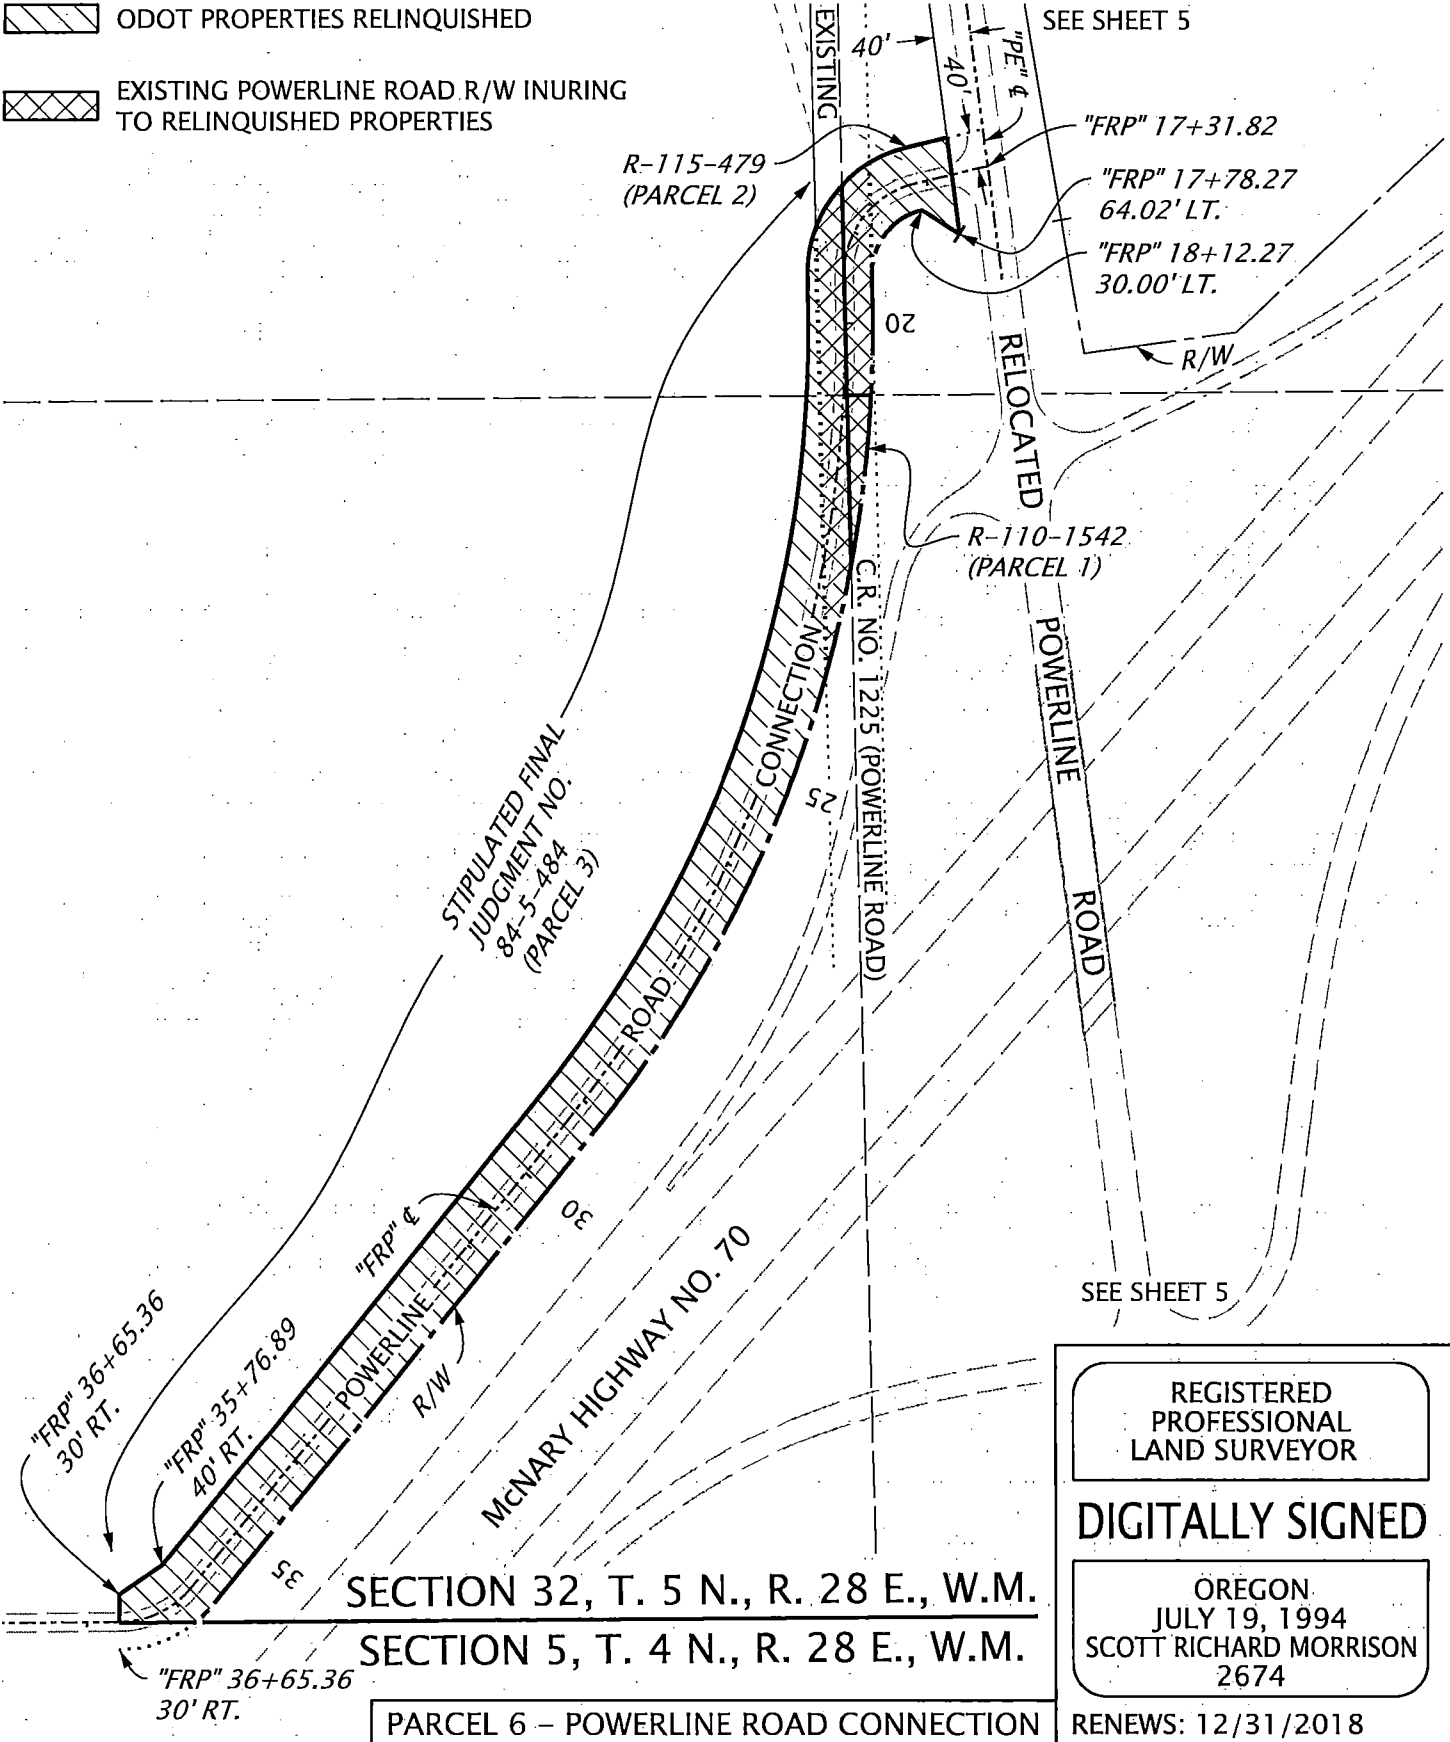 ODOT PROPERTIES RELINQUISHED
EXISTING POWERLINE ROAD R/W INURING
TO RELINQUISHED PROPERTIES
EXISTING
40'
40'
"PE" ℄
SEE SHEET 5
R-115-479
(PARCEL 2)
"FRP" 17+31.82
"FRP" 17+78.27
64.02' LT.
"FRP" 18+12.27
30.00' LT.
20
R/W
RELOCATED
POWERLINE
ROAD
R-110-1542
(PARCEL 1)
C.R. NO. 1225 (POWERLINE ROAD)
CONNECTION
25
STIPULATED FINAL
JUDGMENT NO.
84-5-484
(PARCEL 3)
ROAD
30
"FRP" ℄
POWERLINE
R/W
McNARY HIGHWAY NO. 70
SEE SHEET 5
"FRP" 36+65.36
30' RT.
"FRP" 35+76.89
40' RT.
35
SECTION 32, T. 5 N., R. 28 E., W.M.
SECTION 5, T. 4 N., R. 28 E., W.M.
"FRP" 36+65.36
30' RT.
PARCEL 6 – POWERLINE ROAD CONNECTION
REGISTERED
PROFESSIONAL
LAND SURVEYOR
DIGITALLY SIGNED
OREGON
JULY 19, 1994
SCOTT RICHARD MORRISON
2674
RENEWS: 12/31/2018